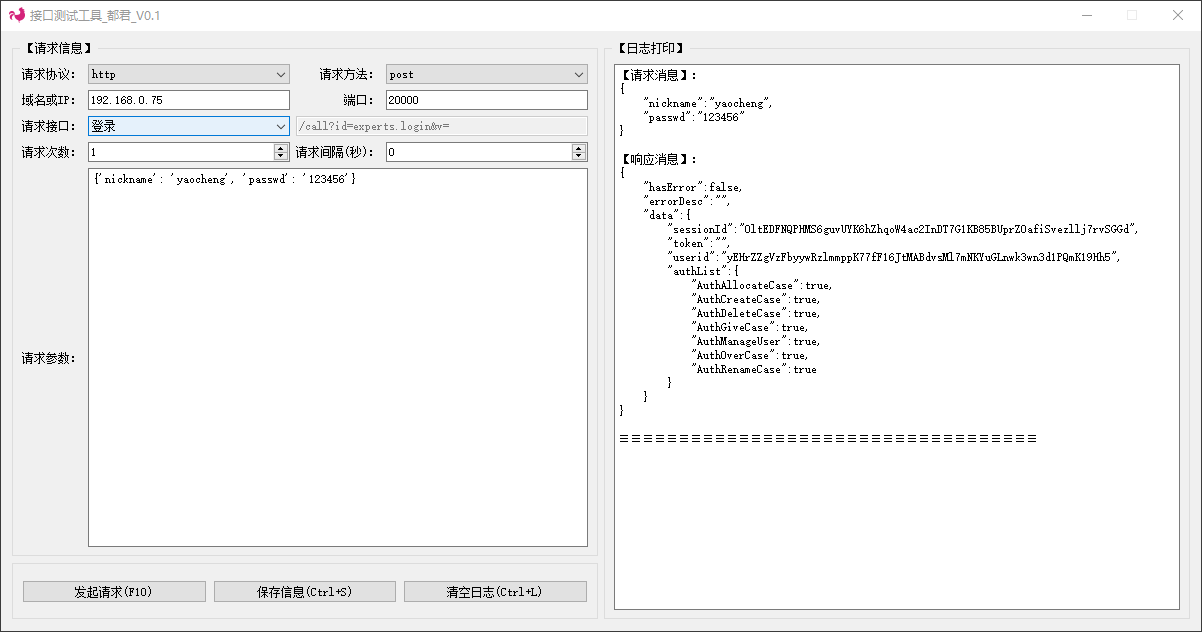 接口测试工具_都君_V0.1
【请求信息】
请求协议: http 请求方法: post
域名或IP: 192.168.0.75 端口: 20000
请求接口: 登录 /call?id=experts.login&v=
请求次数: 1 请求间隔(秒): 0
{'nickname': 'yaocheng', 'passwd': '123456'}
请求参数:
发起请求(F10) 保存信息(Ctrl+S) 清空日志(Ctrl+L)
【日志打印】
【请求消息】:
{
"nickname":"yaocheng",
"passwd":"123456"
}
【响应消息】:
{
"hasError":false,
"errorDesc":"",
"data":{
"sessionId":"OltEDFNQPHMS6guvUYK6hZhqoW4ac2InDT7G1KB85BUprZOafiSvezllj7rvSGGd",
"token":"",
"userid":"yEHrZZgVzFbyywRzlmmppK77fF16JtMABdvsMl7mNKYuGLnwk3wn3d1PQmK19Hh5",
"authList":{
"AuthAllocateCase":true,
"AuthCreateCase":true,
"AuthDeleteCase":true,
"AuthGiveCase":true,
"AuthManageUser":true,
"AuthOverCase":true,
"AuthRenameCase":true
}
}
}
≡≡≡≡≡≡≡≡≡≡≡≡≡≡≡≡≡≡≡≡≡≡≡≡≡≡≡≡≡≡≡≡≡≡≡